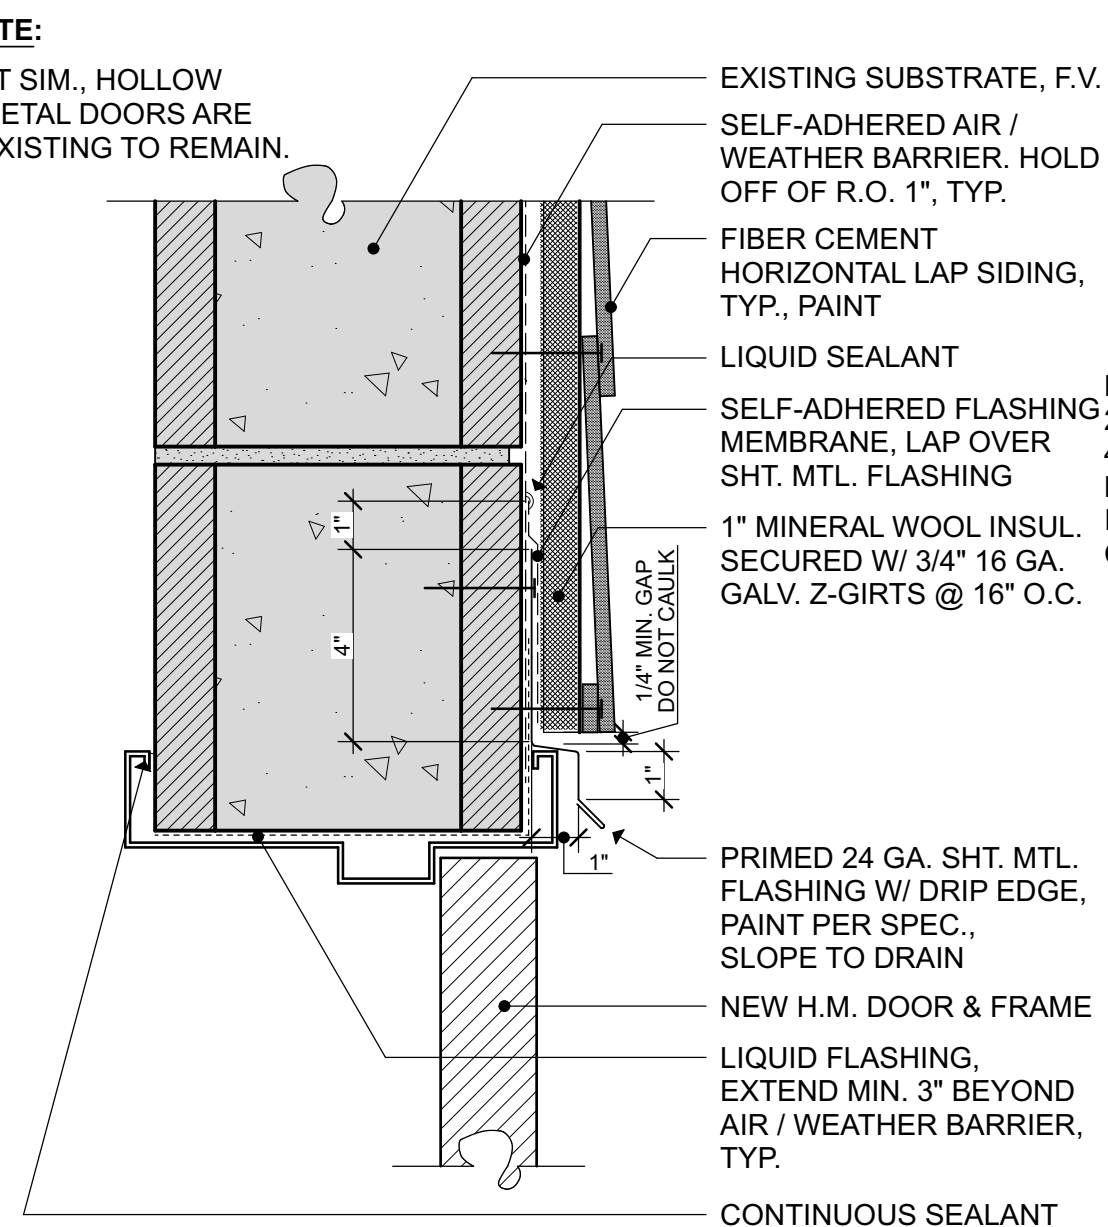 TE:
T SIM., HOLLOW
ETAL DOORS ARE
XISTING TO REMAIN.
EXISTING SUBSTRATE, F.V.
SELF-ADHERED AIR /
WEATHER BARRIER. HOLD
OFF OF R.O. 1", TYP.
FIBER CEMENT
HORIZONTAL LAP SIDING,
TYP., PAINT
LIQUID SEALANT
SELF-ADHERED FLASHING
MEMBRANE, LAP OVER
SHT. MTL. FLASHING
1" MINERAL WOOL INSUL.
SECURED W/ 3/4" 16 GA.
GALV. Z-GIRTS @ 16" O.C.
1"
4"
1/4" MIN. GAP
DO NOT CAULK
1"
1"
PRIMED 24 GA. SHT. MTL.
FLASHING W/ DRIP EDGE,
PAINT PER SPEC.,
SLOPE TO DRAIN
NEW H.M. DOOR & FRAME
LIQUID FLASHING,
EXTEND MIN. 3" BEYOND
AIR / WEATHER BARRIER,
TYP.
CONTINUOUS SEALANT